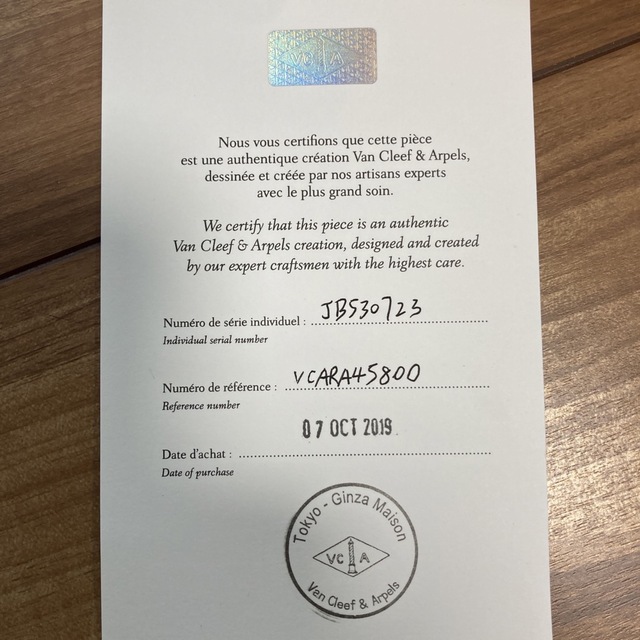 VC A
Nous vous certifions que cette pièce
est une authentique création Van Cleef & Arpels,
dessinée et créée par nos artisans experts
avec le plus grand soin.
We certify that this piece is an authentic
Van Cleef & Arpels creation, designed and created
by our expert craftsmen with the highest care.
Numéro de série individuel : JB530723
Individual serial number
Numéro de référence : VCARA45800
Reference number
07 OCT 2019
Date d'achat :
Date of purchase
Tokyo - Ginza Maison
VC A
Van Cleef & Arpels